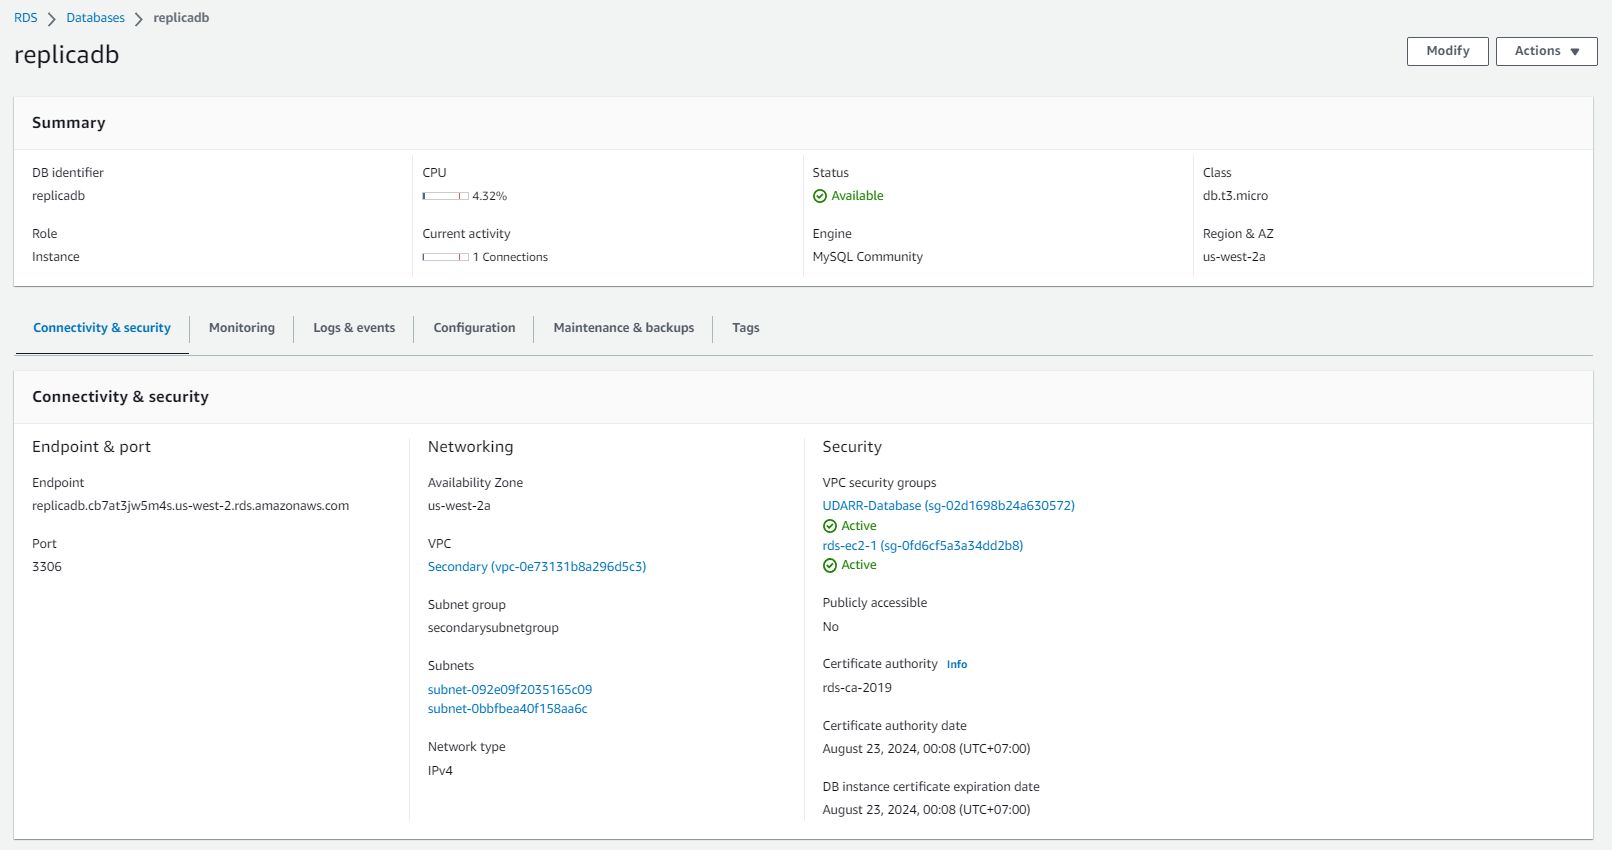 RDS > Databases > replicadb
replicadb
Modify
Actions
Summary
DB identifier
replicadb
CPU
4.32%
Status
Available
Class
db.t3.micro
Role
Instance
Current activity
1 Connections
Engine
MySQL Community
Region & AZ
us-west-2a
Connectivity & security
Monitoring
Logs & events
Configuration
Maintenance & backups
Tags
Connectivity & security
Endpoint & port
Endpoint
replicadb.cb7at3jw5m4s.us-west-2.rds.amazonaws.com
Port
3306
Networking
Availability Zone
us-west-2a
VPC
Secondary (vpc-0e73131b8a296d5c3)
Subnet group
secondarysubnetgroup
Subnets
subnet-092e09f2035165c09
subnet-0bbfbea40f158aa6c
Network type
IPv4
Security
VPC security groups
UDARR-Database (sg-02d1698b24a630572)
Active
rds-ec2-1 (sg-0fd6cf5a3a34dd2b8)
Active
Publicly accessible
No
Certificate authority Info
rds-ca-2019
Certificate authority date
August 23, 2024, 00:08 (UTC+07:00)
DB instance certificate expiration date
August 23, 2024, 00:08 (UTC+07:00)